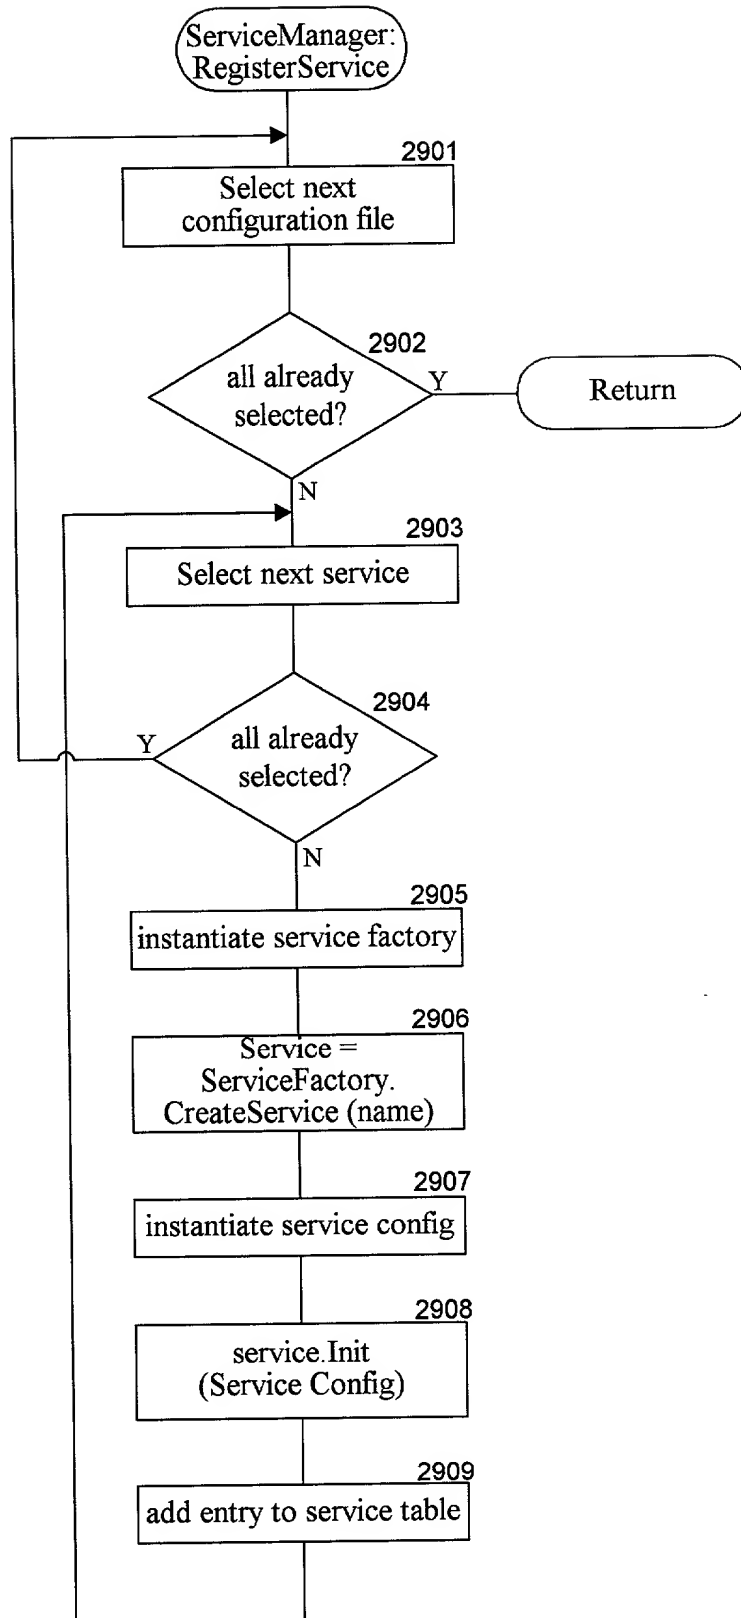 ServiceManager:
RegisterService
2901
Select next
configuration file
2902
all already
selected?
Y
Return
N
2903
Select next service
2904
Y
all already
selected?
N
2905
instantiate service factory
2906
Service =
ServiceFactory.
CreateService (name)
2907
instantiate service config
2908
service.Init
(Service Config)
2909
add entry to service table